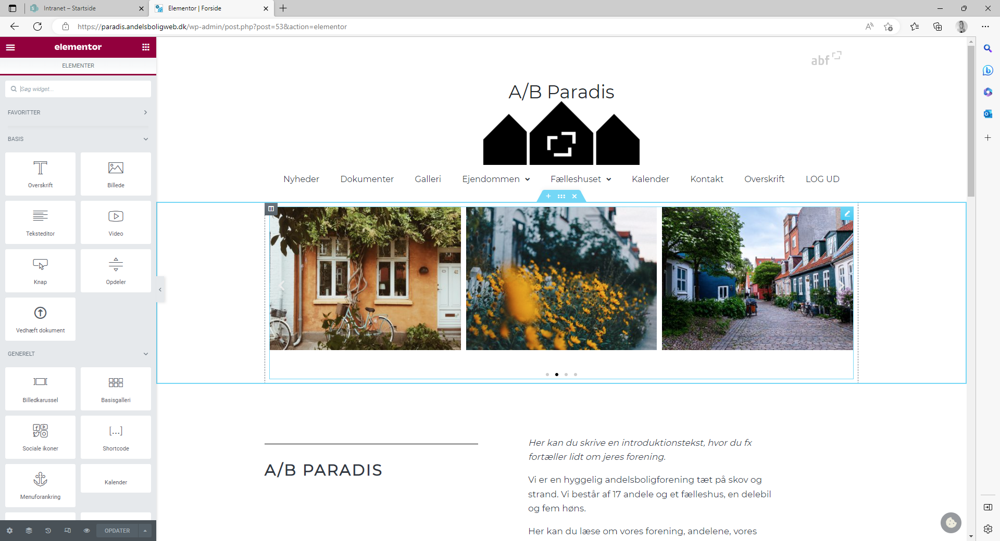 Intranet – Startside
Elementor | Forside
https://paradis.andelsboligweb.dk/wp-admin/post.php?post=53&action=elementor
elementor
ELEMENTER
Søg widget...
FAVORITTER
BASIS
Overskrift
Billede
Teksteditor
Video
Knap
Opdeler
Vedhæft dokument
GENERELT
Billedkarussel
Basisgalleri
Sociale ikoner
Shortcode
Menuforankring
Kalender
OPDATER
abf
A/B Paradis
Nyheder Dokumenter Galleri Ejendommen Fælleshuset Kalender Kontakt Overskrift LOG UD
42
A/B PARADIS
Her kan du skrive en introduktionstekst, hvor du fx
fortæller lidt om jeres forening.
Vi er en hyggelig andelsboligforening tæt på skov og
strand. Vi består af 17 andele og et fælleshus, en delebil
og fem høns.
Her kan du læse om vores forening, andelene, vores